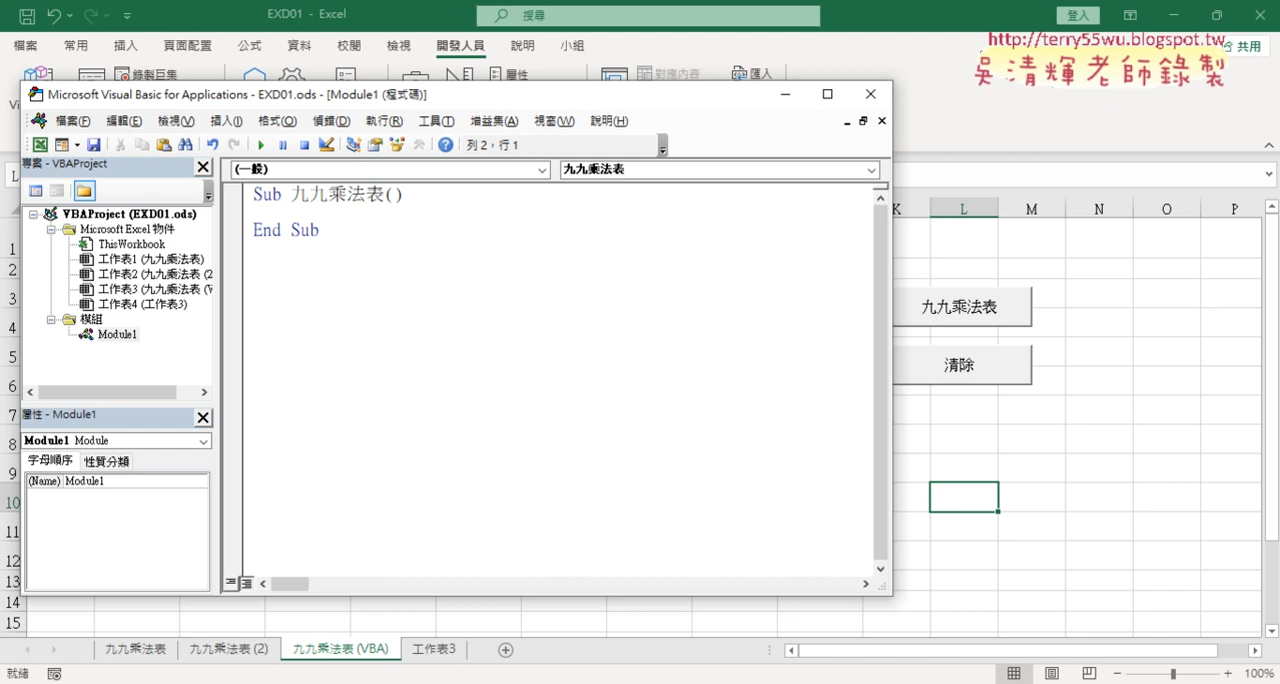 EXD01 - Excel
搜尋
登入
檔案 常用 插入 頁面配置 公式 資料 校閱 檢視 開發人員 說明 小組
共用
http://terry55wu.blogspot.tw
吳清輝老師錄製
錄製巨集 屬性 對應內容 匯入
Microsoft Visual Basic for Applications - EXD01.ods - [Module1 (程式碼)]
檔案(F) 編輯(E) 檢視(V) 插入(I) 格式(O) 偵錯(D) 執行(R) 工具(T) 增益集(A) 視窗(W) 說明(H)
列 2，行 1
專案 - VBAProject
(一般) 九九乘法表
Sub 九九乘法表()
End Sub
VBAProject (EXD01.ods)
Microsoft Excel 物件
ThisWorkbook
工作表1 (九九乘法表)
工作表2 (九九乘法表 (2
工作表3 (九九乘法表 (V
工作表4 (工作表3)
模組
Module1
屬性 - Module1
Module1 Module
字母順序 性質分類
(Name) Module1
K L M N O P
1
2
3
4
5
6
7
8
9
10
11
12
13
14
15
九九乘法表
清除
九九乘法表 九九乘法表 (2) 九九乘法表 (VBA) 工作表3
就緒
100%